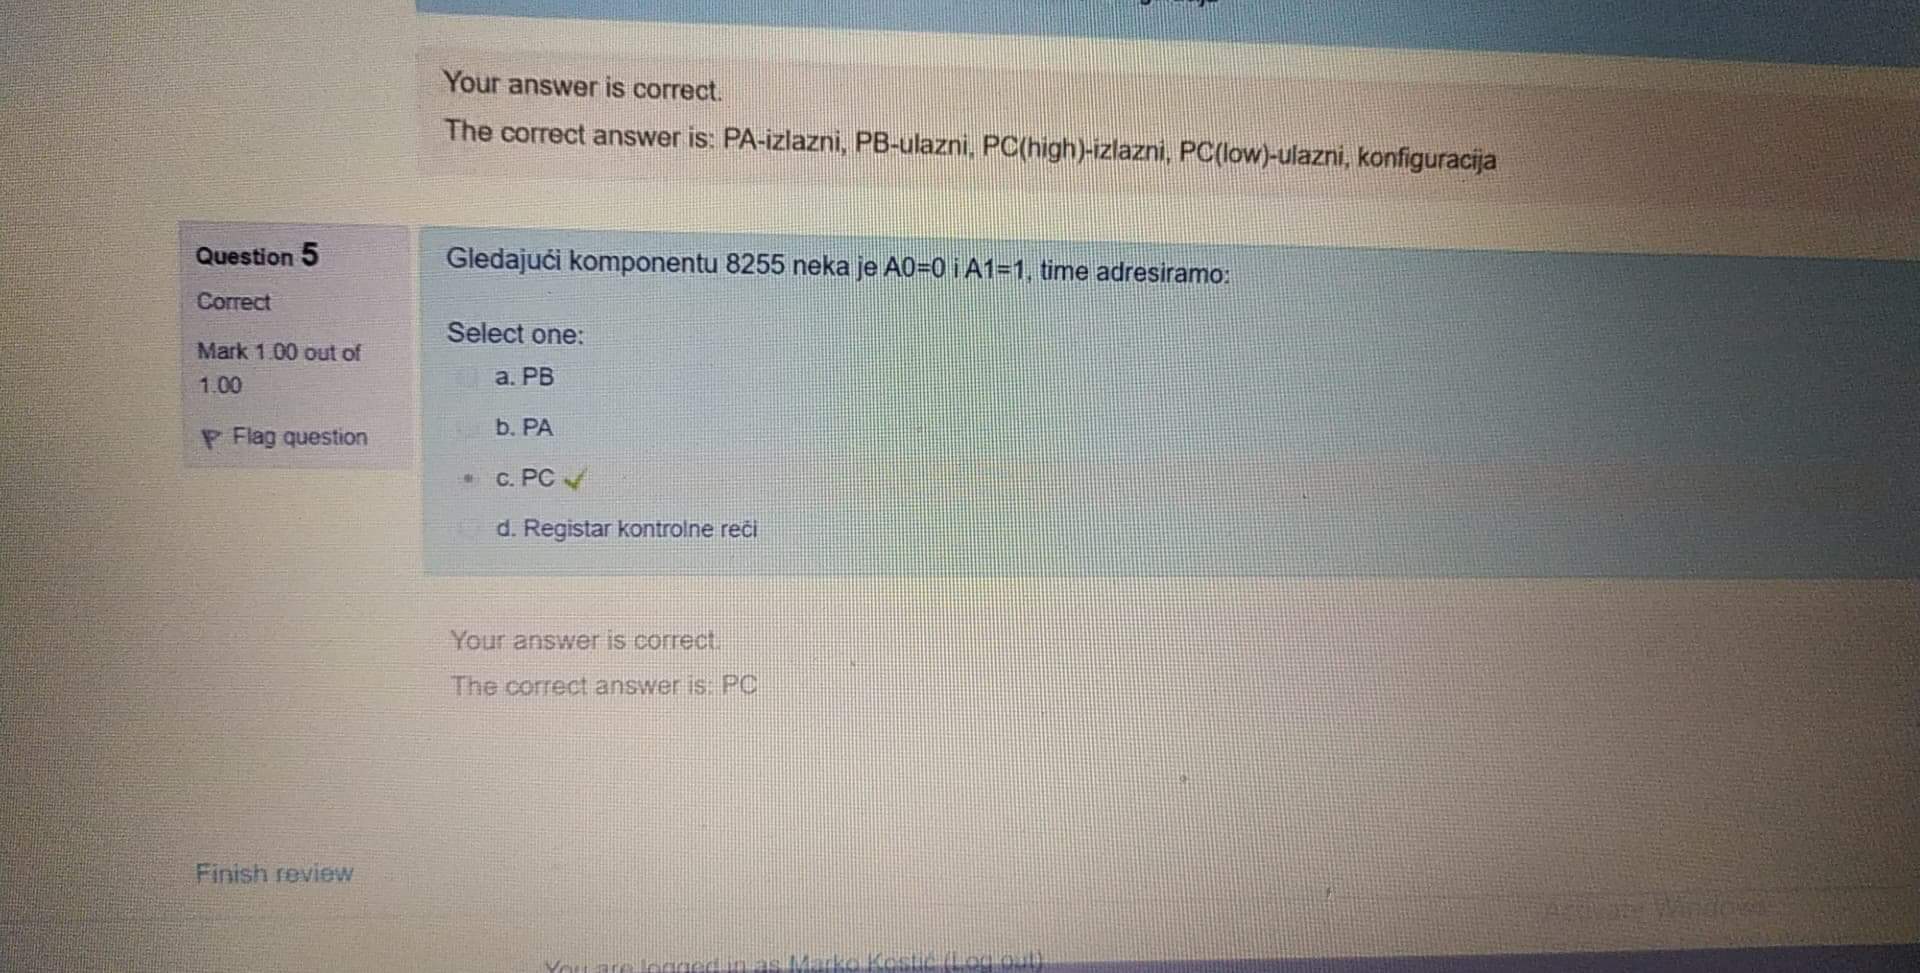 Your answer is correct.
The correct answer is: PA-izlazni, PB-ulazni, PC(high)-izlazni, PC(low)-ulazni, konfiguracija
Question 5
Correct
Mark 1.00 out of
1.00
Flag question
Gledajući komponentu 8255 neka je A0=0 i A1=1, time adresiramo:
Select one:
a. PB
b. PA
c. PC
d. Registar kontrolne reči
Your answer is correct.
The correct answer is: PC
Finish review
Activate Windows
You are logged in as Marko Kostić (Log out)